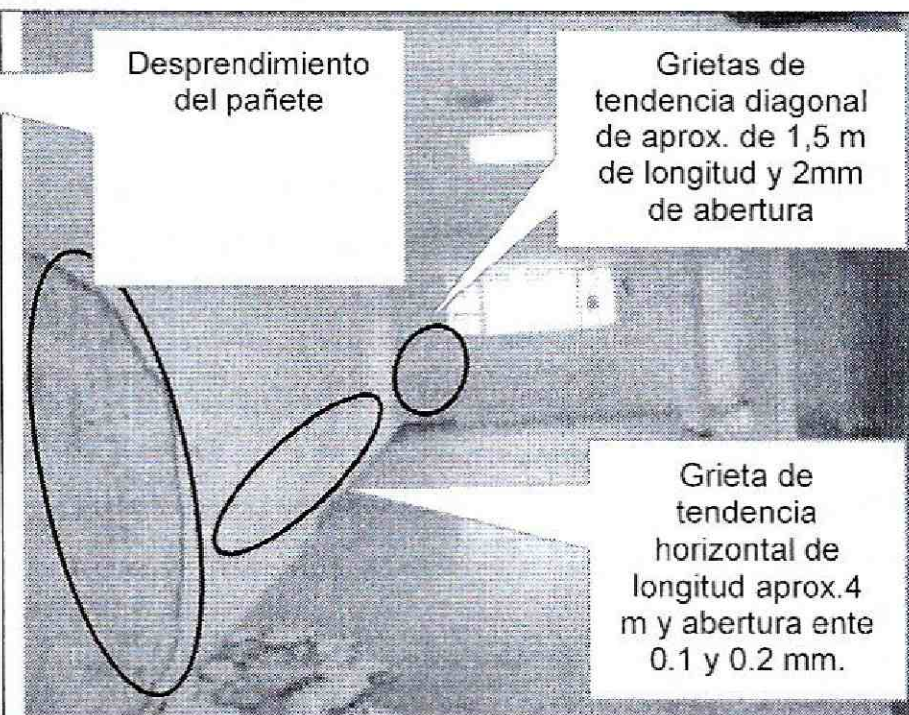 Desprendimiento
del pañete
Grietas de
tendencia diagonal
de aprox. de 1,5 m
de longitud y 2mm
de abertura
Grieta de
tendencia
horizontal de
longitud aprox.4
m y abertura ente
0.1 y 0.2 mm.